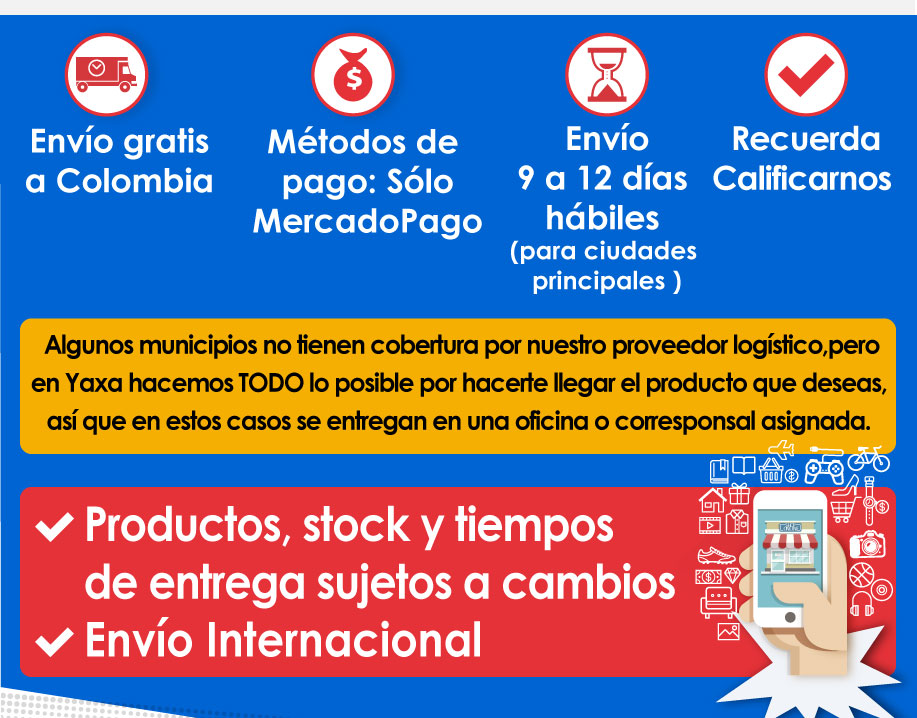 Envío gratis
a Colombia
Métodos de
pago: Sólo
MercadoPago
Envío
9 a 12 días
hábiles
(para ciudades
principales )
Recuerda
Calificarnos
Algunos municipios no tienen cobertura por nuestro proveedor logístico,pero
en Yaxa hacemos TODO lo posible por hacerte llegar el producto que deseas,
así que en estos casos se entregan en una oficina o corresponsal asignada.
Productos, stock y tiempos
de entrega sujetos a cambios
Envío Internacional